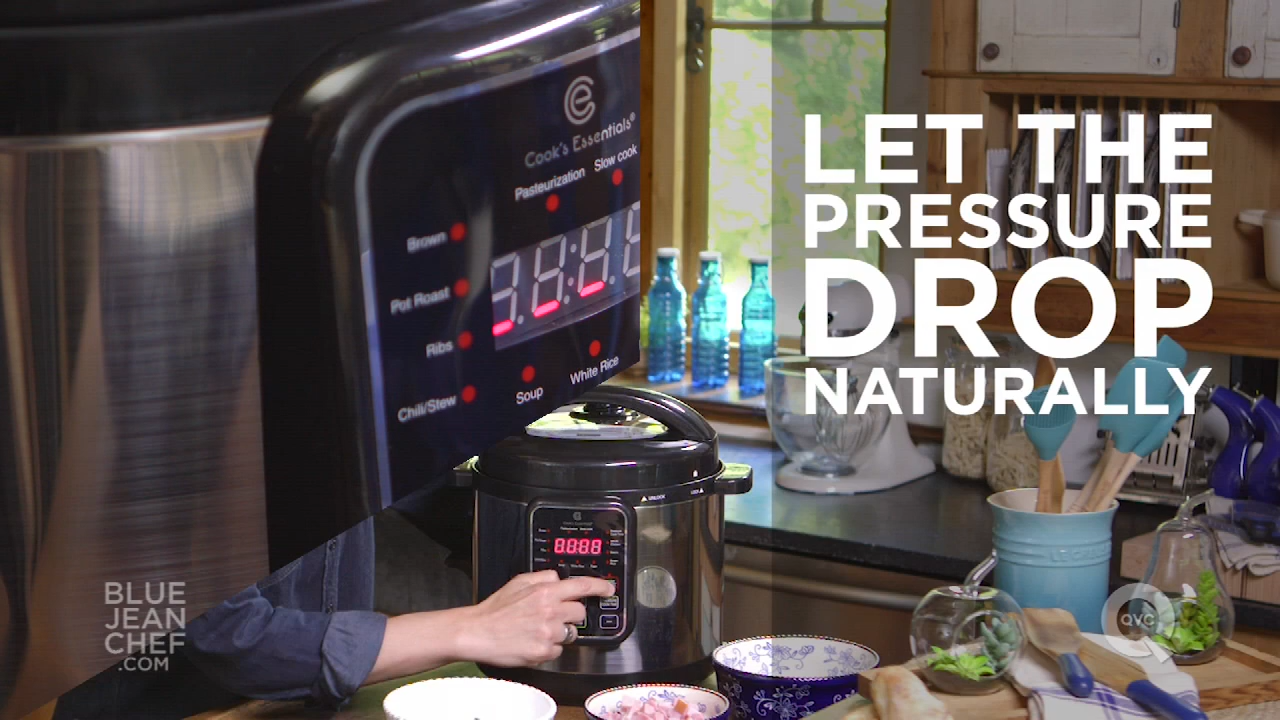 Cook's Essentials®
Pasteurization
Slow cook
Brown
Pot Roast
Ribs
Chili/Stew
Soup
White Rice
LET THE
PRESSURE
DROP
NATURALLY
BLUE
JEAN
CHEF
.COM
QVC
UNLOCK